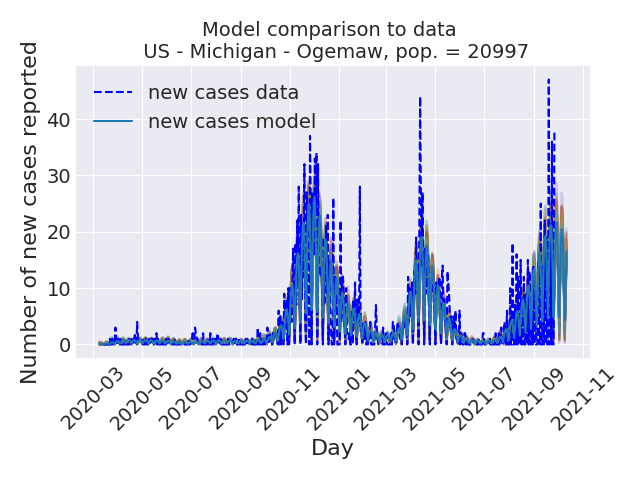 Model comparison to data
US - Michigan - Ogemaw, pop. = 20997
Number of new cases reported
new cases data
new cases model
40
30
20
10
0
2020-03
2020-05
2020-07
2020-09
2020-11
2021-01
2021-03
2021-05
2021-07
2021-09
2021-11
Day